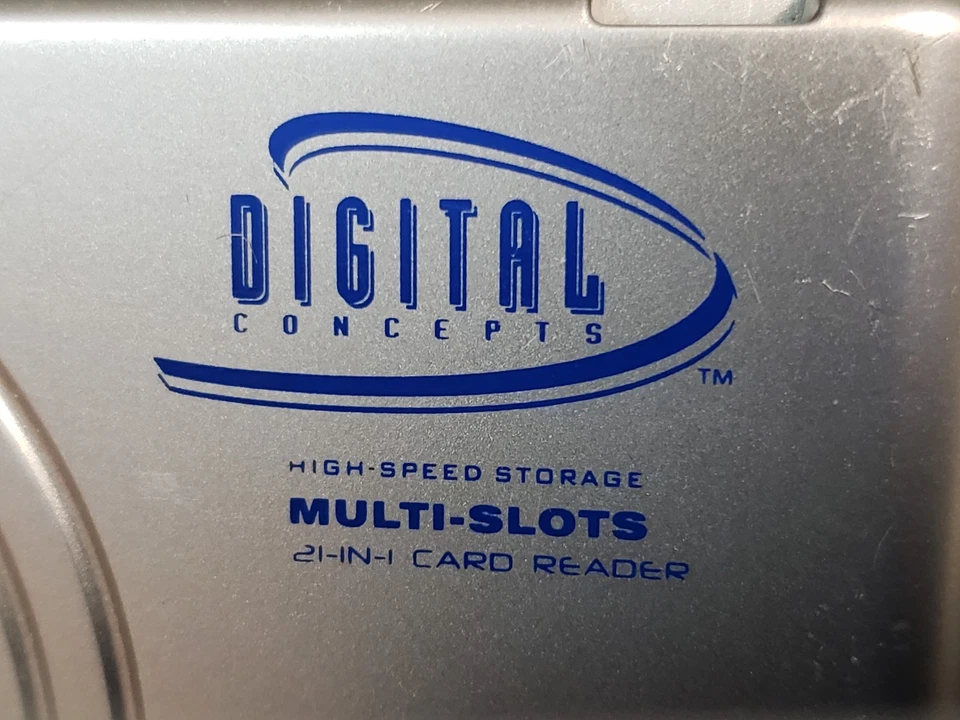 DIGITAL
CONCEPTS
TM
HIGH-SPEED STORAGE
MULTI-SLOTS
21-IN-1 CARD READER